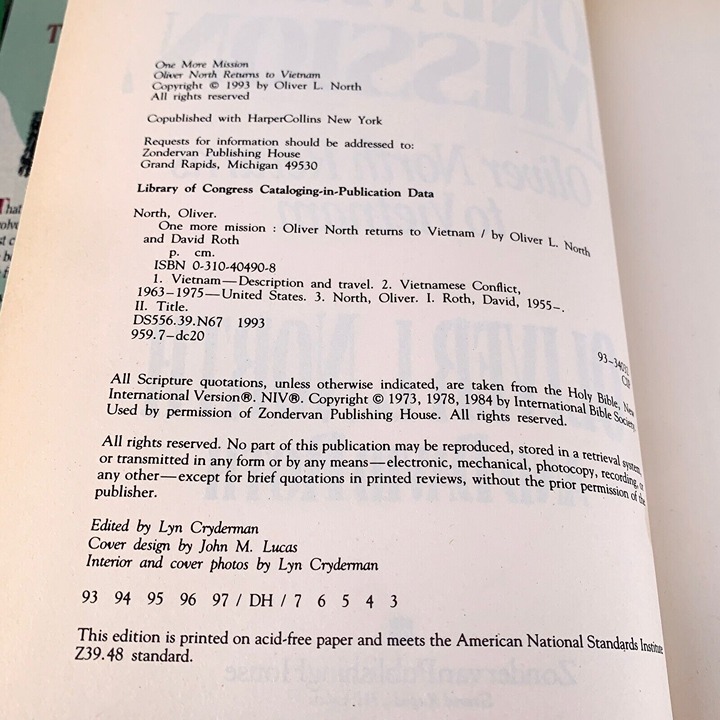 One More Mission
Oliver North Returns to Vietnam
Copyright © 1993 by Oliver L. North
All rights reserved
Copublished with HarperCollins New York
Requests for information should be addressed to:
Zondervan Publishing House
Grand Rapids, Michigan 49530
Library of Congress Cataloging-in-Publication Data
North, Oliver.
One more mission : Oliver North returns to Vietnam / by Oliver L. North
and David Roth
p. cm.
ISBN 0-310-40490-8
1. Vietnam—Description and travel. 2. Vietnamese Conflict,
1963–1975—United States. 3. North, Oliver. I. Roth, David, 1955–.
II. Title.
DS556.39.N67 1993
959.7–dc20
All Scripture quotations, unless otherwise indicated, are taken from the Holy Bible, New
International Version®. NIV®. Copyright © 1973, 1978, 1984 by International Bible Society.
Used by permission of Zondervan Publishing House. All rights reserved.
All rights reserved. No part of this publication may be reproduced, stored in a retrieval system,
or transmitted in any form or by any means—electronic, mechanical, photocopy, recording, or
any other—except for brief quotations in printed reviews, without the prior permission of the
publisher.
Edited by Lyn Cryderman
Cover design by John M. Lucas
Interior and cover photos by Lyn Cryderman
93 94 95 96 97 / DH / 7 6 5 4 3
This edition is printed on acid-free paper and meets the American National Standards Institute
Z39.48 standard.